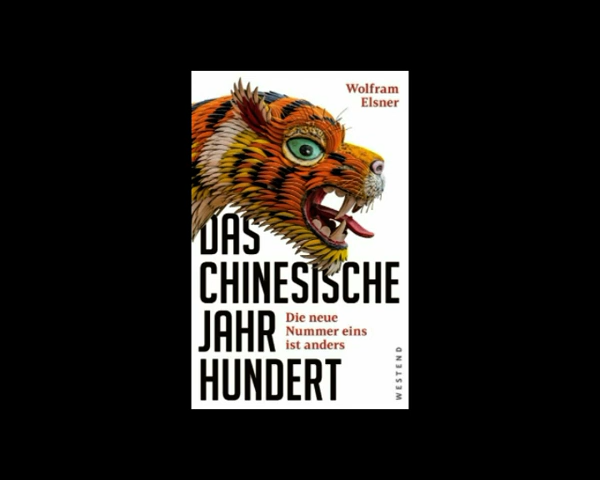 Wolfram
Elsner
DAS
CHINESISCHE
JAHR
HUNDERT
Die neue
Nummer eins
ist anders
WESTEND